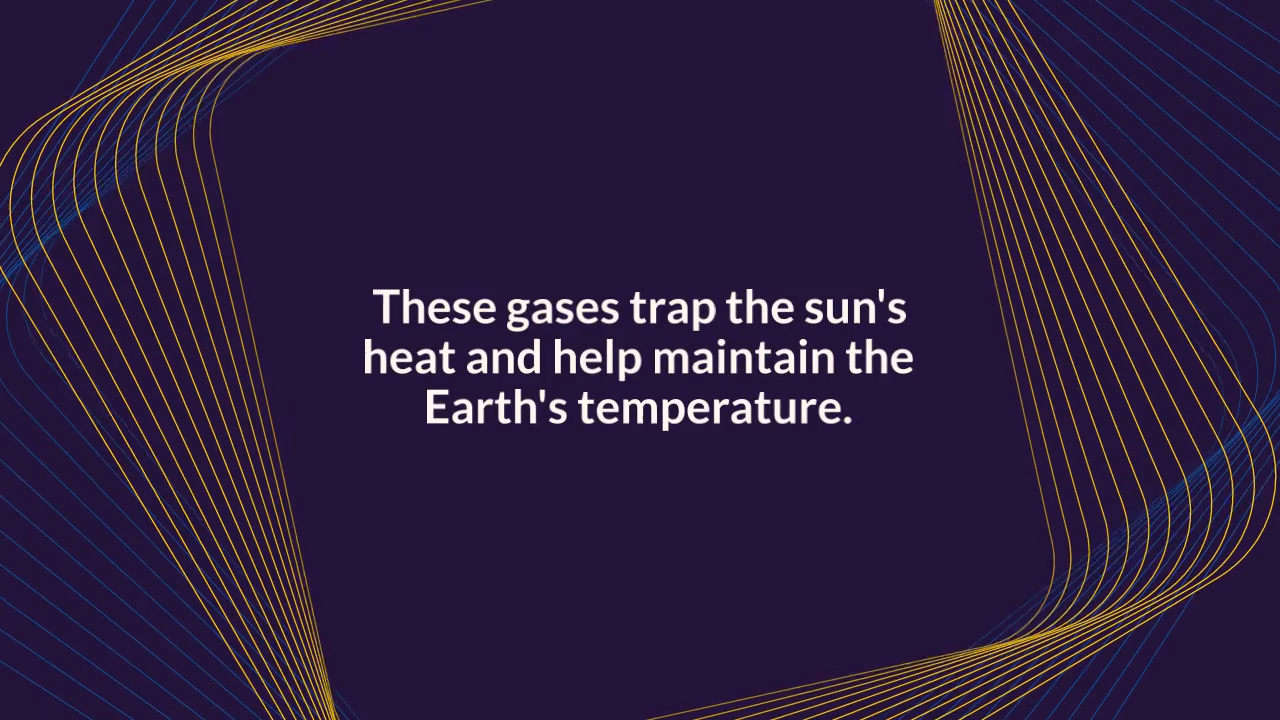 These gases trap the sun's
heat and help maintain the
Earth's temperature.